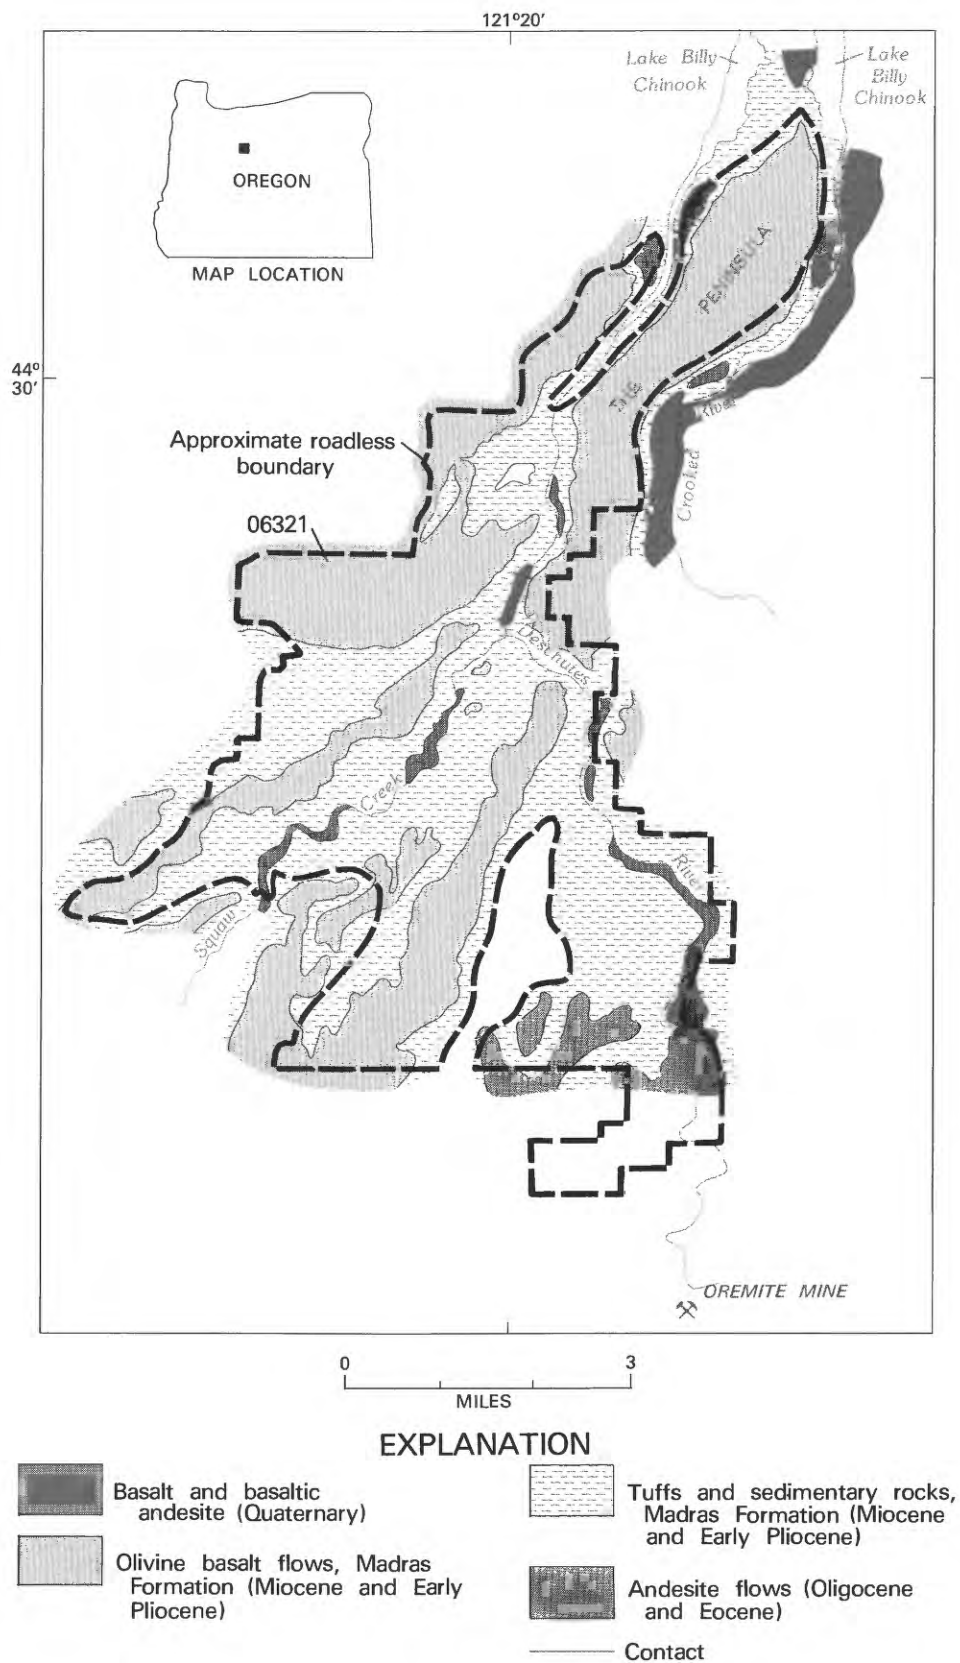 121°20'
Lake Billy
Chinook
Lake
Billy
Chinook
OREGON
MAP LOCATION
PENINSULA
44°
30'
BIG
River
Crooked
Approximate roadless
boundary
06321
Deschutes
Creek
River
Squaw
OREMITE MINE
0 3
MILES
EXPLANATION
Basalt and basaltic
andesite (Quaternary)
Olivine basalt flows, Madras
Formation (Miocene and Early
Pliocene)
Tuffs and sedimentary rocks,
Madras Formation (Miocene
and Early Pliocene)
Andesite flows (Oligocene
and Eocene)
Contact